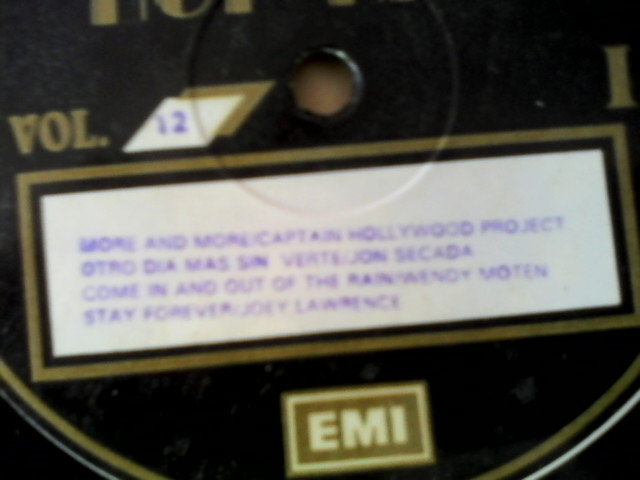 VOL. 12
MORE AND MORE/CAPTAIN HOLLYWOOD PROJECT
OTRO DIA MAS SIN VERTE/JON SECADA
COME IN AND OUT OF THE RAIN/WENDY MOTEN
STAY FOREVER/JOEY LAWRENCE
EMI